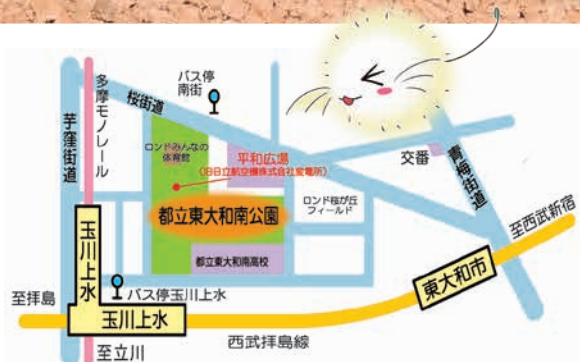 バス停
南街
桜街道
多摩モノレール
芋窪街道
ロンドみんなの
体育館
平和広場
(旧日立航空機株式会社変電所)
交番
青梅街道
都立東大和南公園
ロンド桜が丘
フィールド
至西武新宿
玉川上水
都立東大和南高校
東大和市
バス停玉川上水
至拝島
玉川上水
西武拝島線
至立川